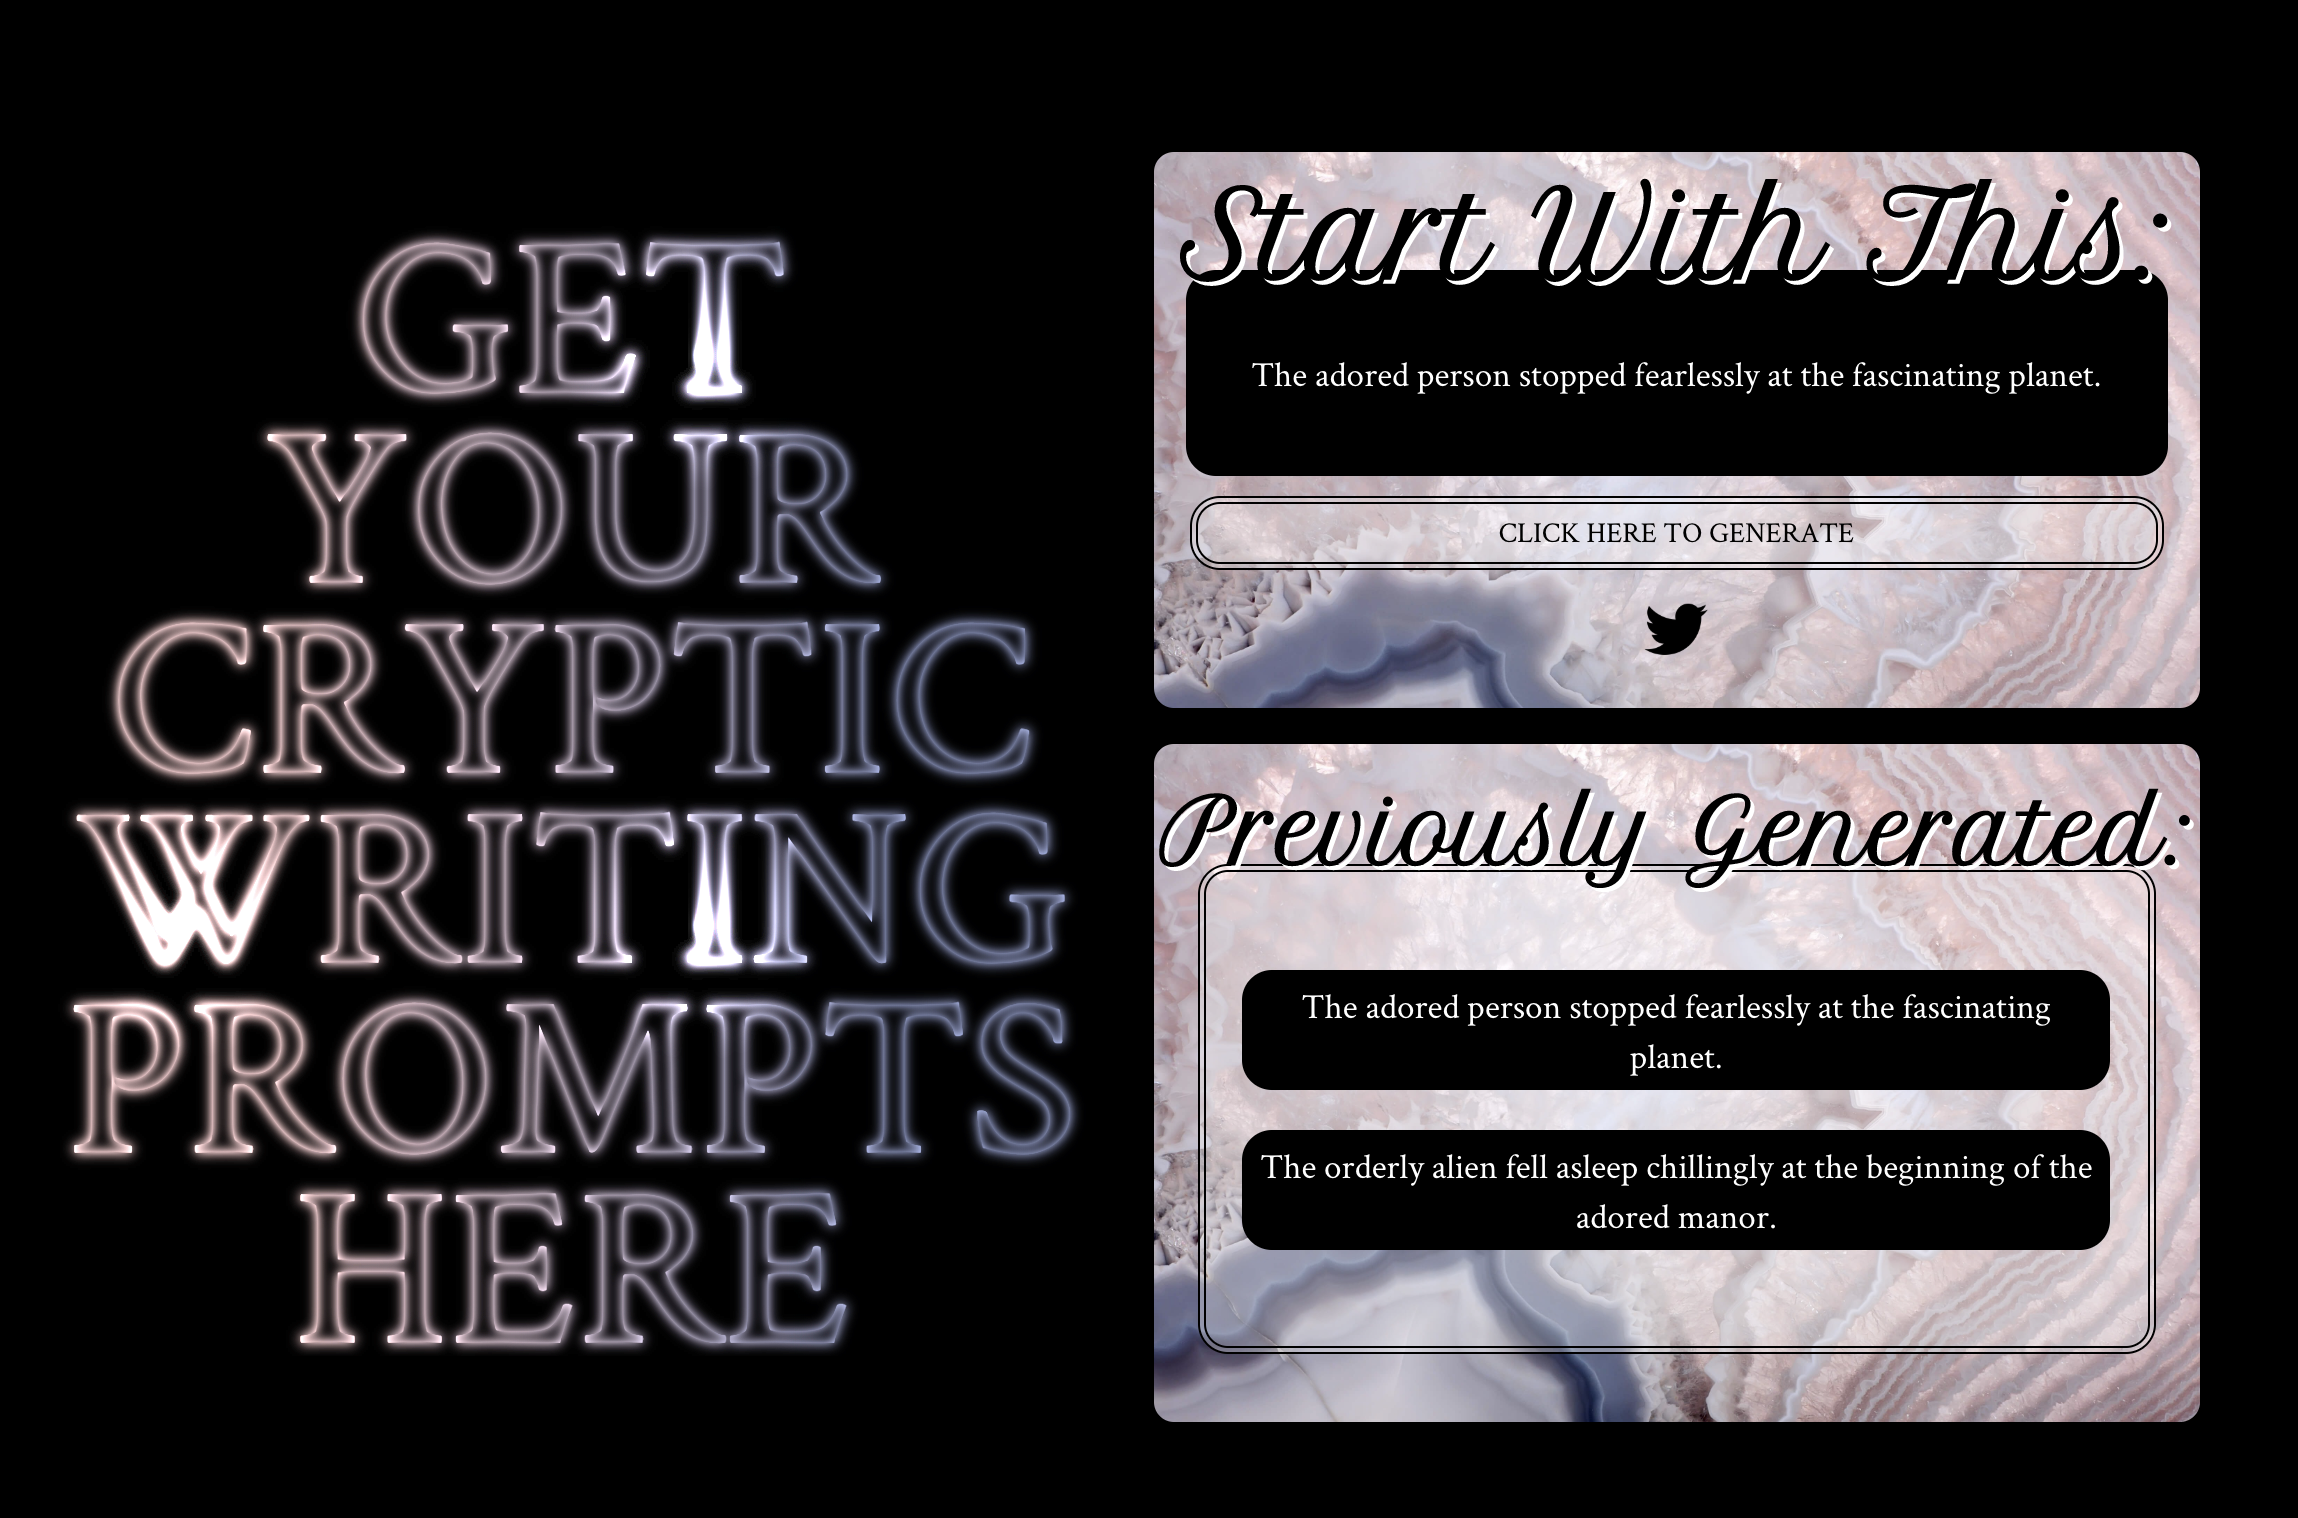 GET
YOUR
CRYPTIC
WRITING
PROMPTS
HERE
Start With This:
The adored person stopped fearlessly at the fascinating planet.
CLICK HERE TO GENERATE
Previously Generated:
The adored person stopped fearlessly at the fascinating
planet.
The orderly alien fell asleep chillingly at the beginning of the
adored manor.